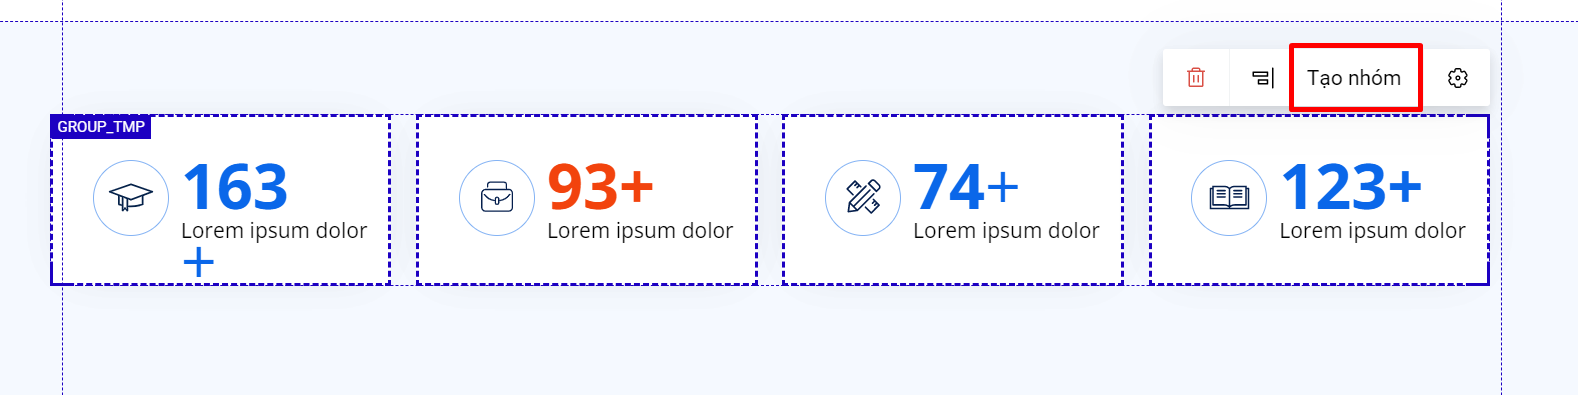 Tạo nhóm
GROUP_TMP
163
Lorem ipsum dolor
+
93+
Lorem ipsum dolor
74+
Lorem ipsum dolor
123+
Lorem ipsum dolor